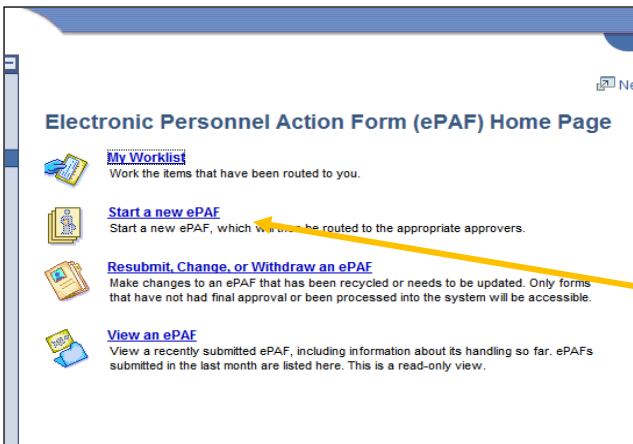 Ne
Electronic Personnel Action Form (ePAF) Home Page
My Worklist
Work the items that have been routed to you.
Start a new ePAF
Start a new ePAF, which will then be routed to the appropriate approvers.
Resubmit, Change, or Withdraw an ePAF
Make changes to an ePAF that has been recycled or needs to be updated. Only forms
that have not had final approval or been processed into the system will be accessible.
View an ePAF
View a recently submitted ePAF, including information about its handling so far. ePAFs
submitted in the last month are listed here. This is a read-only view.